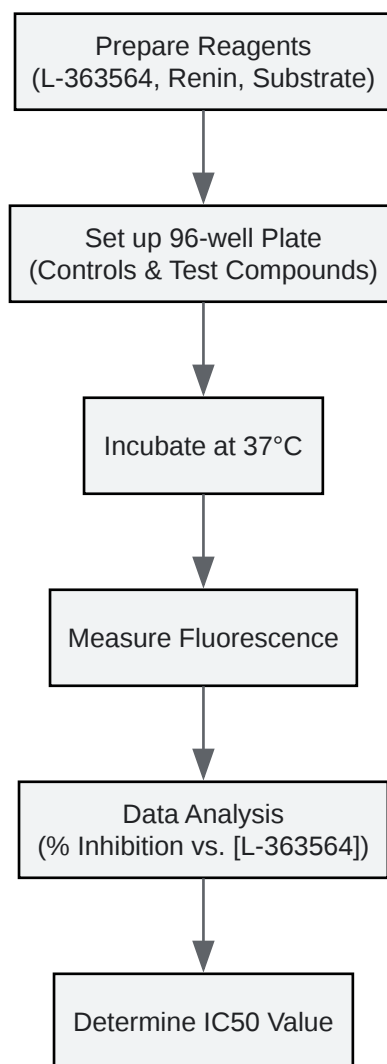 Prepare Reagents
(L-363564, Renin, Substrate)
Set up 96-well Plate
(Controls & Test Compounds)
Incubate at 37°C
Measure Fluorescence
Data Analysis
(% Inhibition vs. [L-363564])
Determine IC50 Value